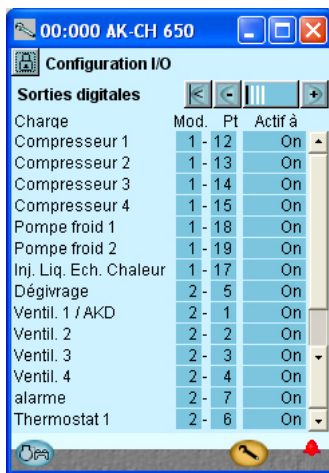 00:000 AK-CH 650
Configuration I/O
Sorties digitales
Charge Mod. Pt Actif à
Compresseur 1 1 - 12 On
Compresseur 2 1 - 13 On
Compresseur 3 1 - 14 On
Compresseur 4 1 - 15 On
Pompe froid 1 1 - 18 On
Pompe froid 2 1 - 19 On
Inj. Liq. Ech. Chaleur 1 - 17 On
Dégivrage 2 - 5 On
Ventil. 1 / AKD 2 - 1 On
Ventil. 2 2 - 2 On
Ventil. 3 2 - 3 On
Ventil. 4 2 - 4 On
alarme 2 - 7 On
Thermostat 1 2 - 6 On